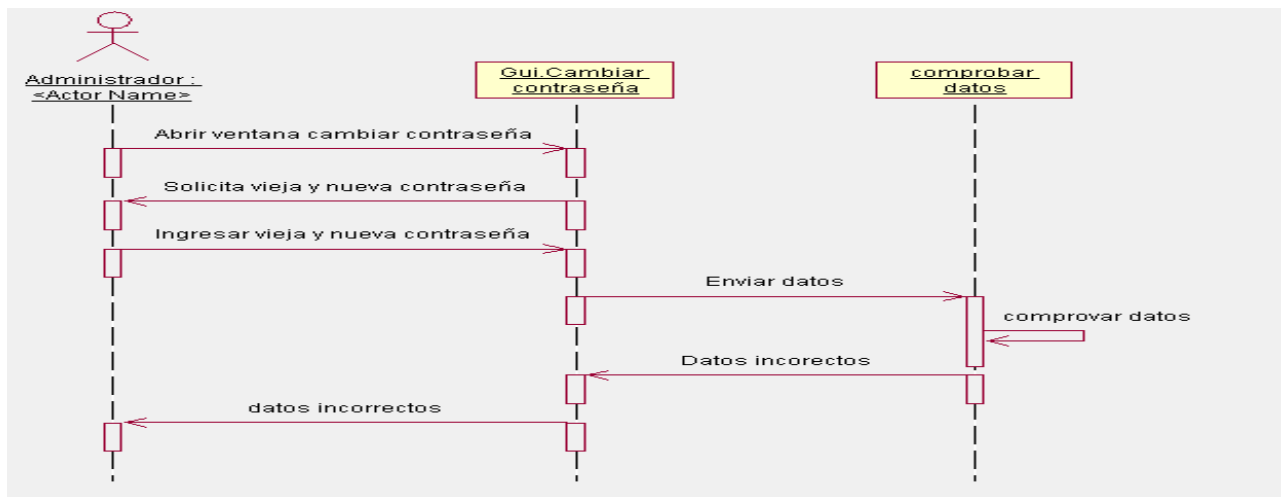 Administrador :
<Actor Name>
Gui.Cambiar
contraseña
comprobar
datos
Abrir ventana cambiar contraseña
Solicita vieja y nueva contraseña
Ingresar vieja y nueva contraseña
Enviar datos
comprovar datos
Datos incorectos
datos incorrectos